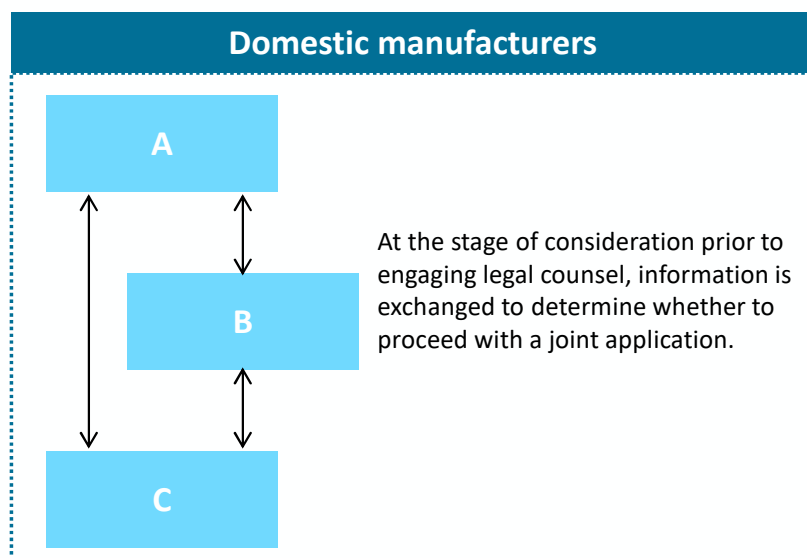 Domestic manufacturers
A
At the stage of consideration prior to
engaging legal counsel, information is
exchanged to determine whether to
proceed with a joint application.
B
C